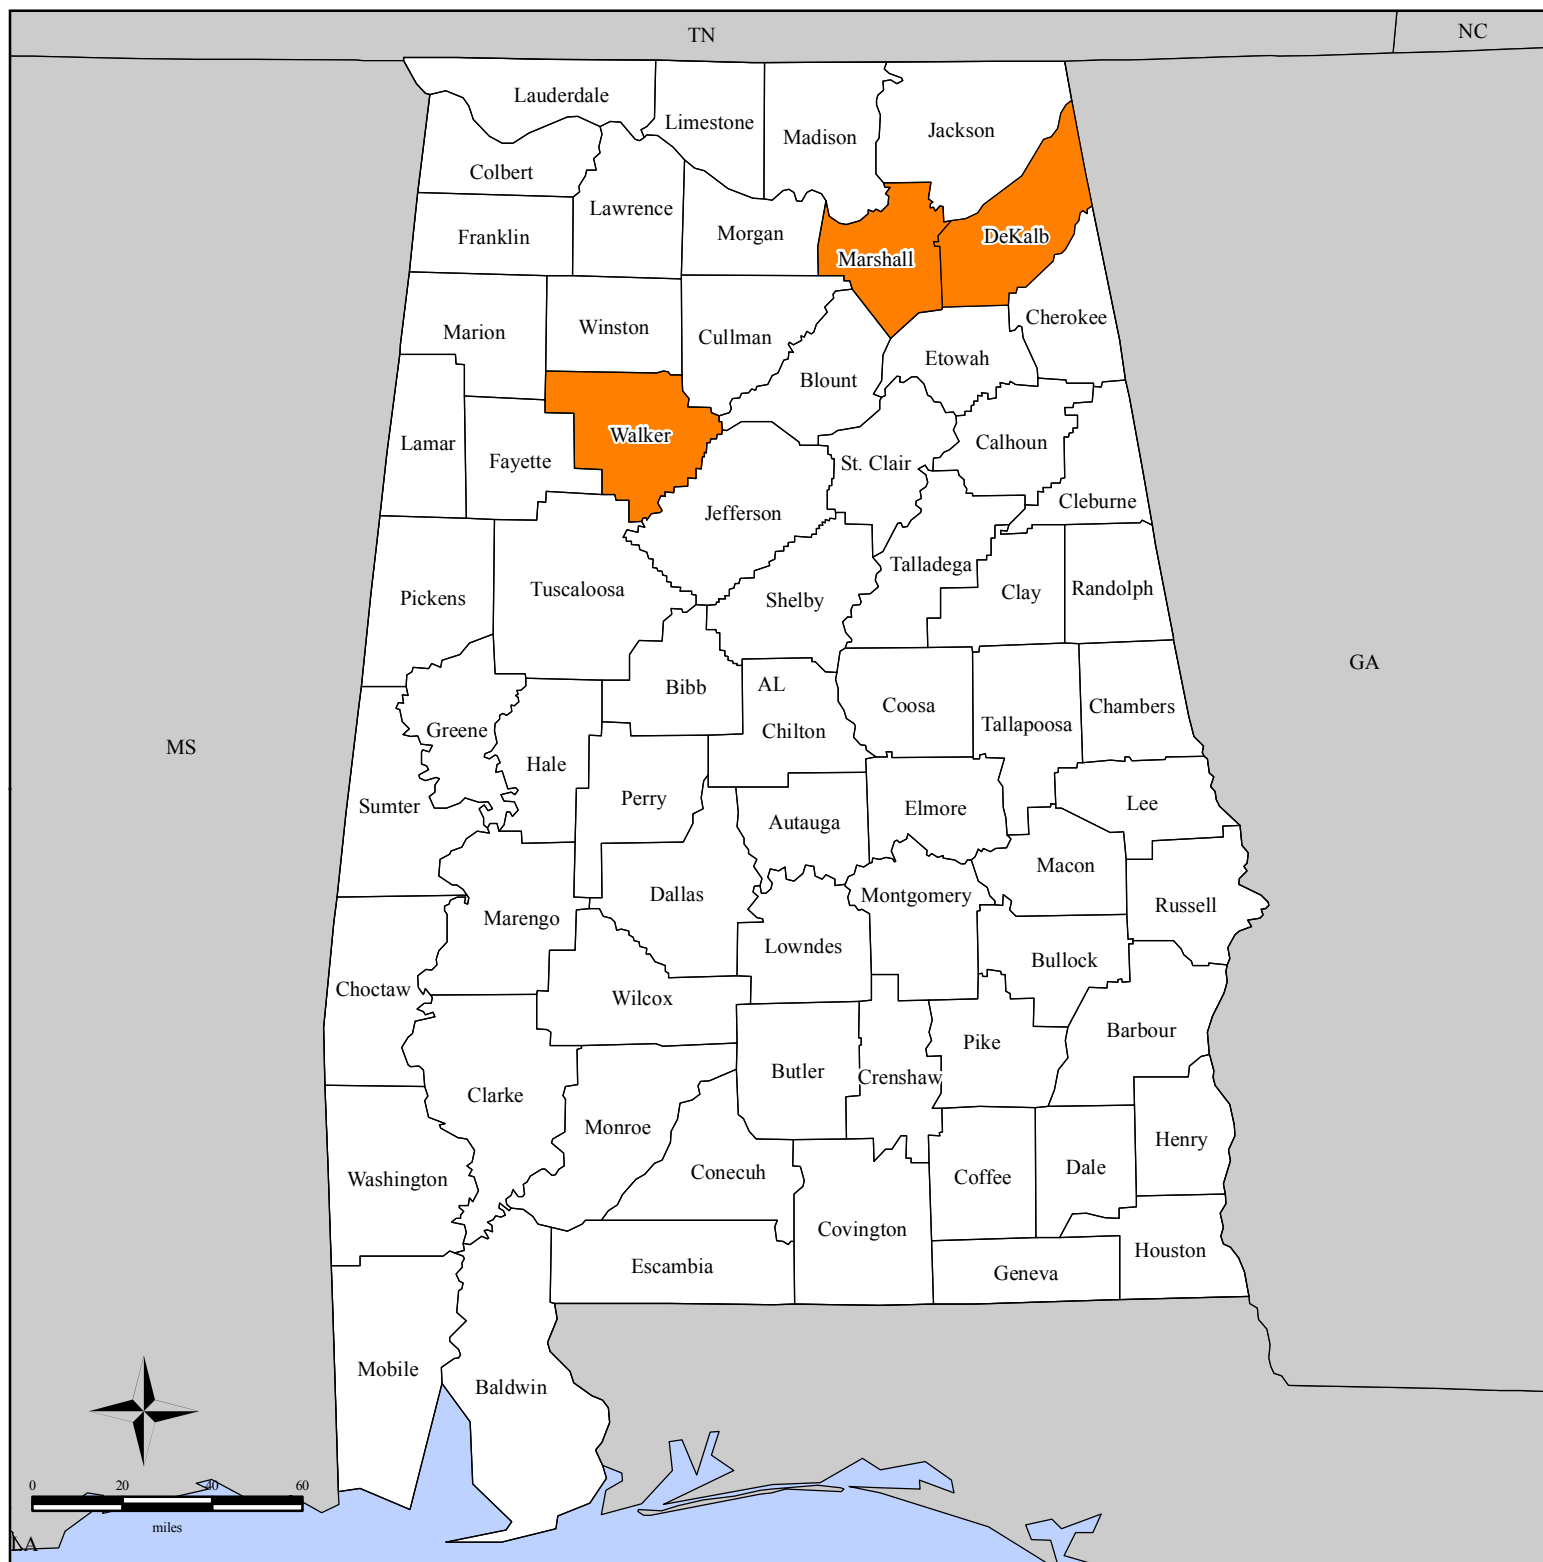 TN
NC
Lauderdale
Limestone
Madison
Jackson
Colbert
Lawrence
Franklin
Morgan
Marshall
DeKalb
Cherokee
Marion
Winston
Cullman
Etowah
Blount
Lamar
Fayette
Walker
St. Clair
Calhoun
Cleburne
Jefferson
Talladega
Pickens
Tuscaloosa
Shelby
Clay
Randolph
GA
Bibb
AL
Coosa
Tallapoosa
Chambers
MS
Greene
Chilton
Hale
Sumter
Perry
Autauga
Elmore
Lee
Macon
Dallas
Montgomery
Russell
Marengo
Lowndes
Bullock
Choctaw
Wilcox
Pike
Barbour
Butler
Crenshaw
Clarke
Monroe
Henry
Washington
Conecuh
Coffee
Dale
Covington
Escambia
Geneva
Houston
Mobile
Baldwin
0 20 40 60
miles
LA